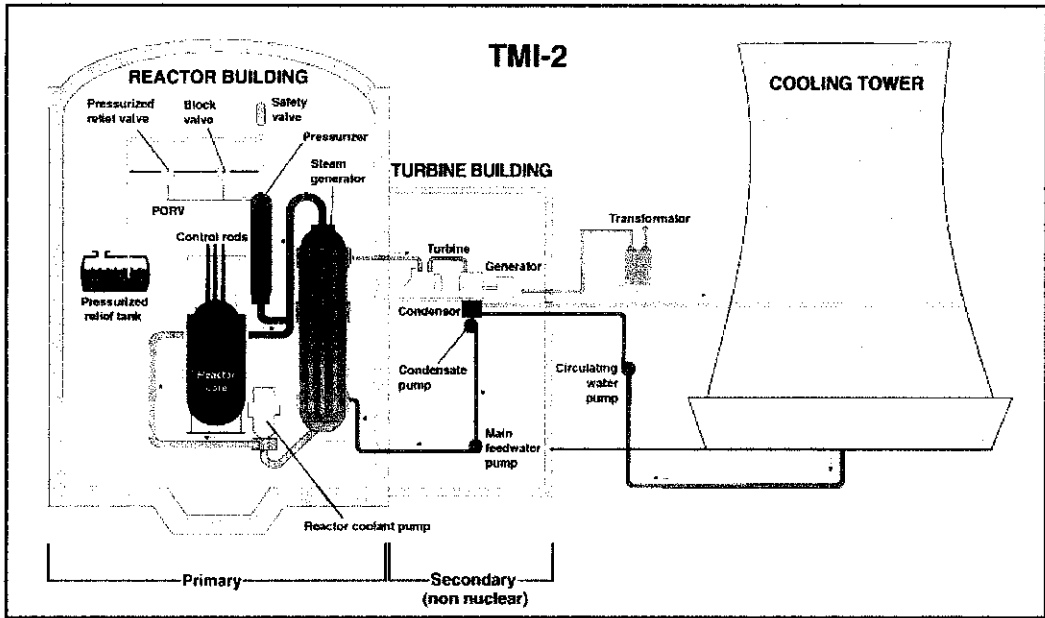 TMI-2
REACTOR BUILDING
COOLING TOWER
Pressurized
relief valve
Block
valve
Safety
valve
Pressurizer
Steam
generator
TURBINE BUILDING
PORV
Control rods
Transformator
Turbine
Generator
Pressurized
relief tank
Condensor
Reactor
core
Condensate
pump
Circulating
water
pump
Main
feedwater
pump
Reactor coolant pump
Primary
Secondary
(non nuclear)